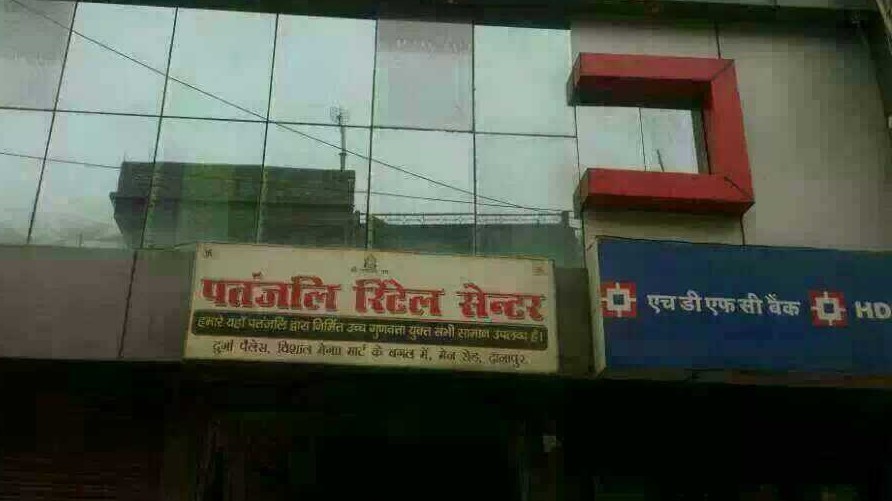 पतंजलि रिटेल सेन्टर
हमारे यहाँ पतंजलि द्वारा निर्मित उच्च गुणवत्ता युक्त सभी सामान उपलब्ध है।
दुर्गा पैलेस, विशाल मेगा मार्ट के बगल में, मेन रोड, दानापुर.
एच डी एफ सी बैंक HD